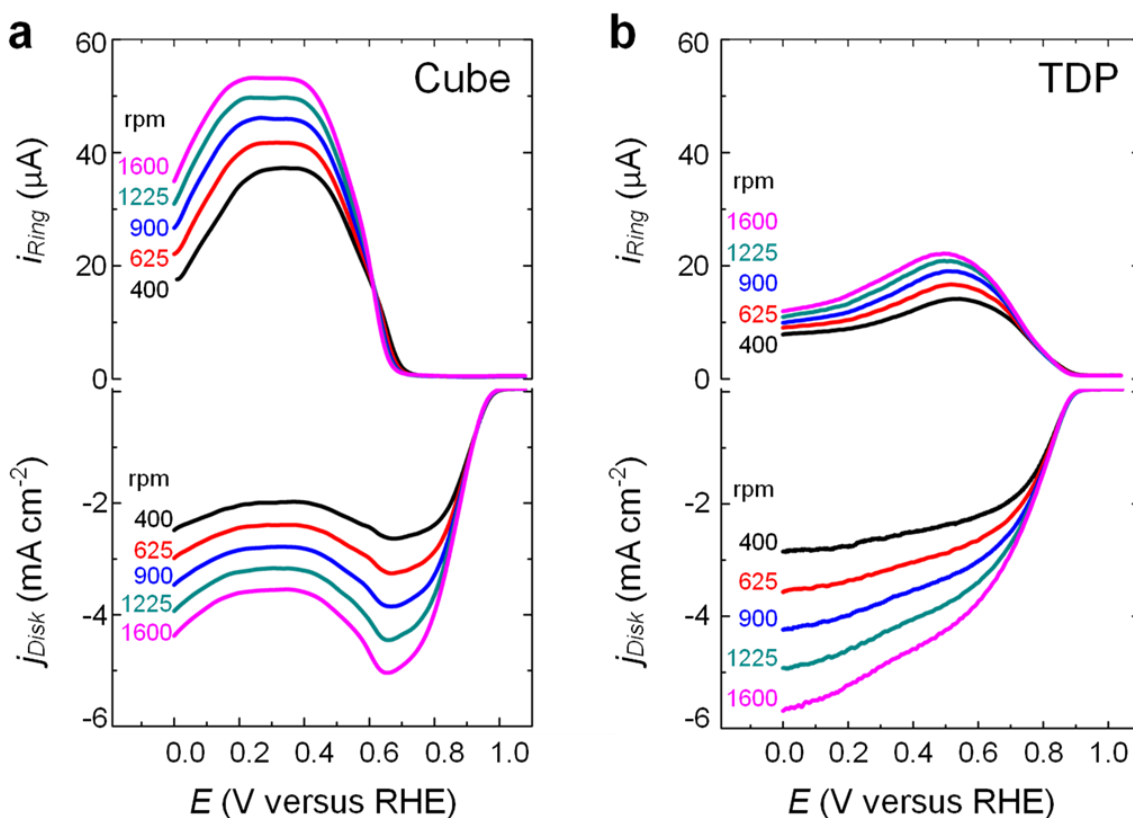 a
60
40
20
0
i_Ring (μA)
Cube
rpm
1600
1225
900
625
400
-2
-4
-6
j_Disk (mA cm⁻²)
rpm
400
625
900
1225
1600
0.0 0.2 0.4 0.6 0.8 1.0
E (V versus RHE)
b
60
40
20
0
i_Ring (μA)
TDP
rpm
1600
1225
900
625
400
-2
-4
-6
j_Disk (mA cm⁻²)
rpm
400
625
900
1225
1600
0.0 0.2 0.4 0.6 0.8 1.0
E (V versus RHE)